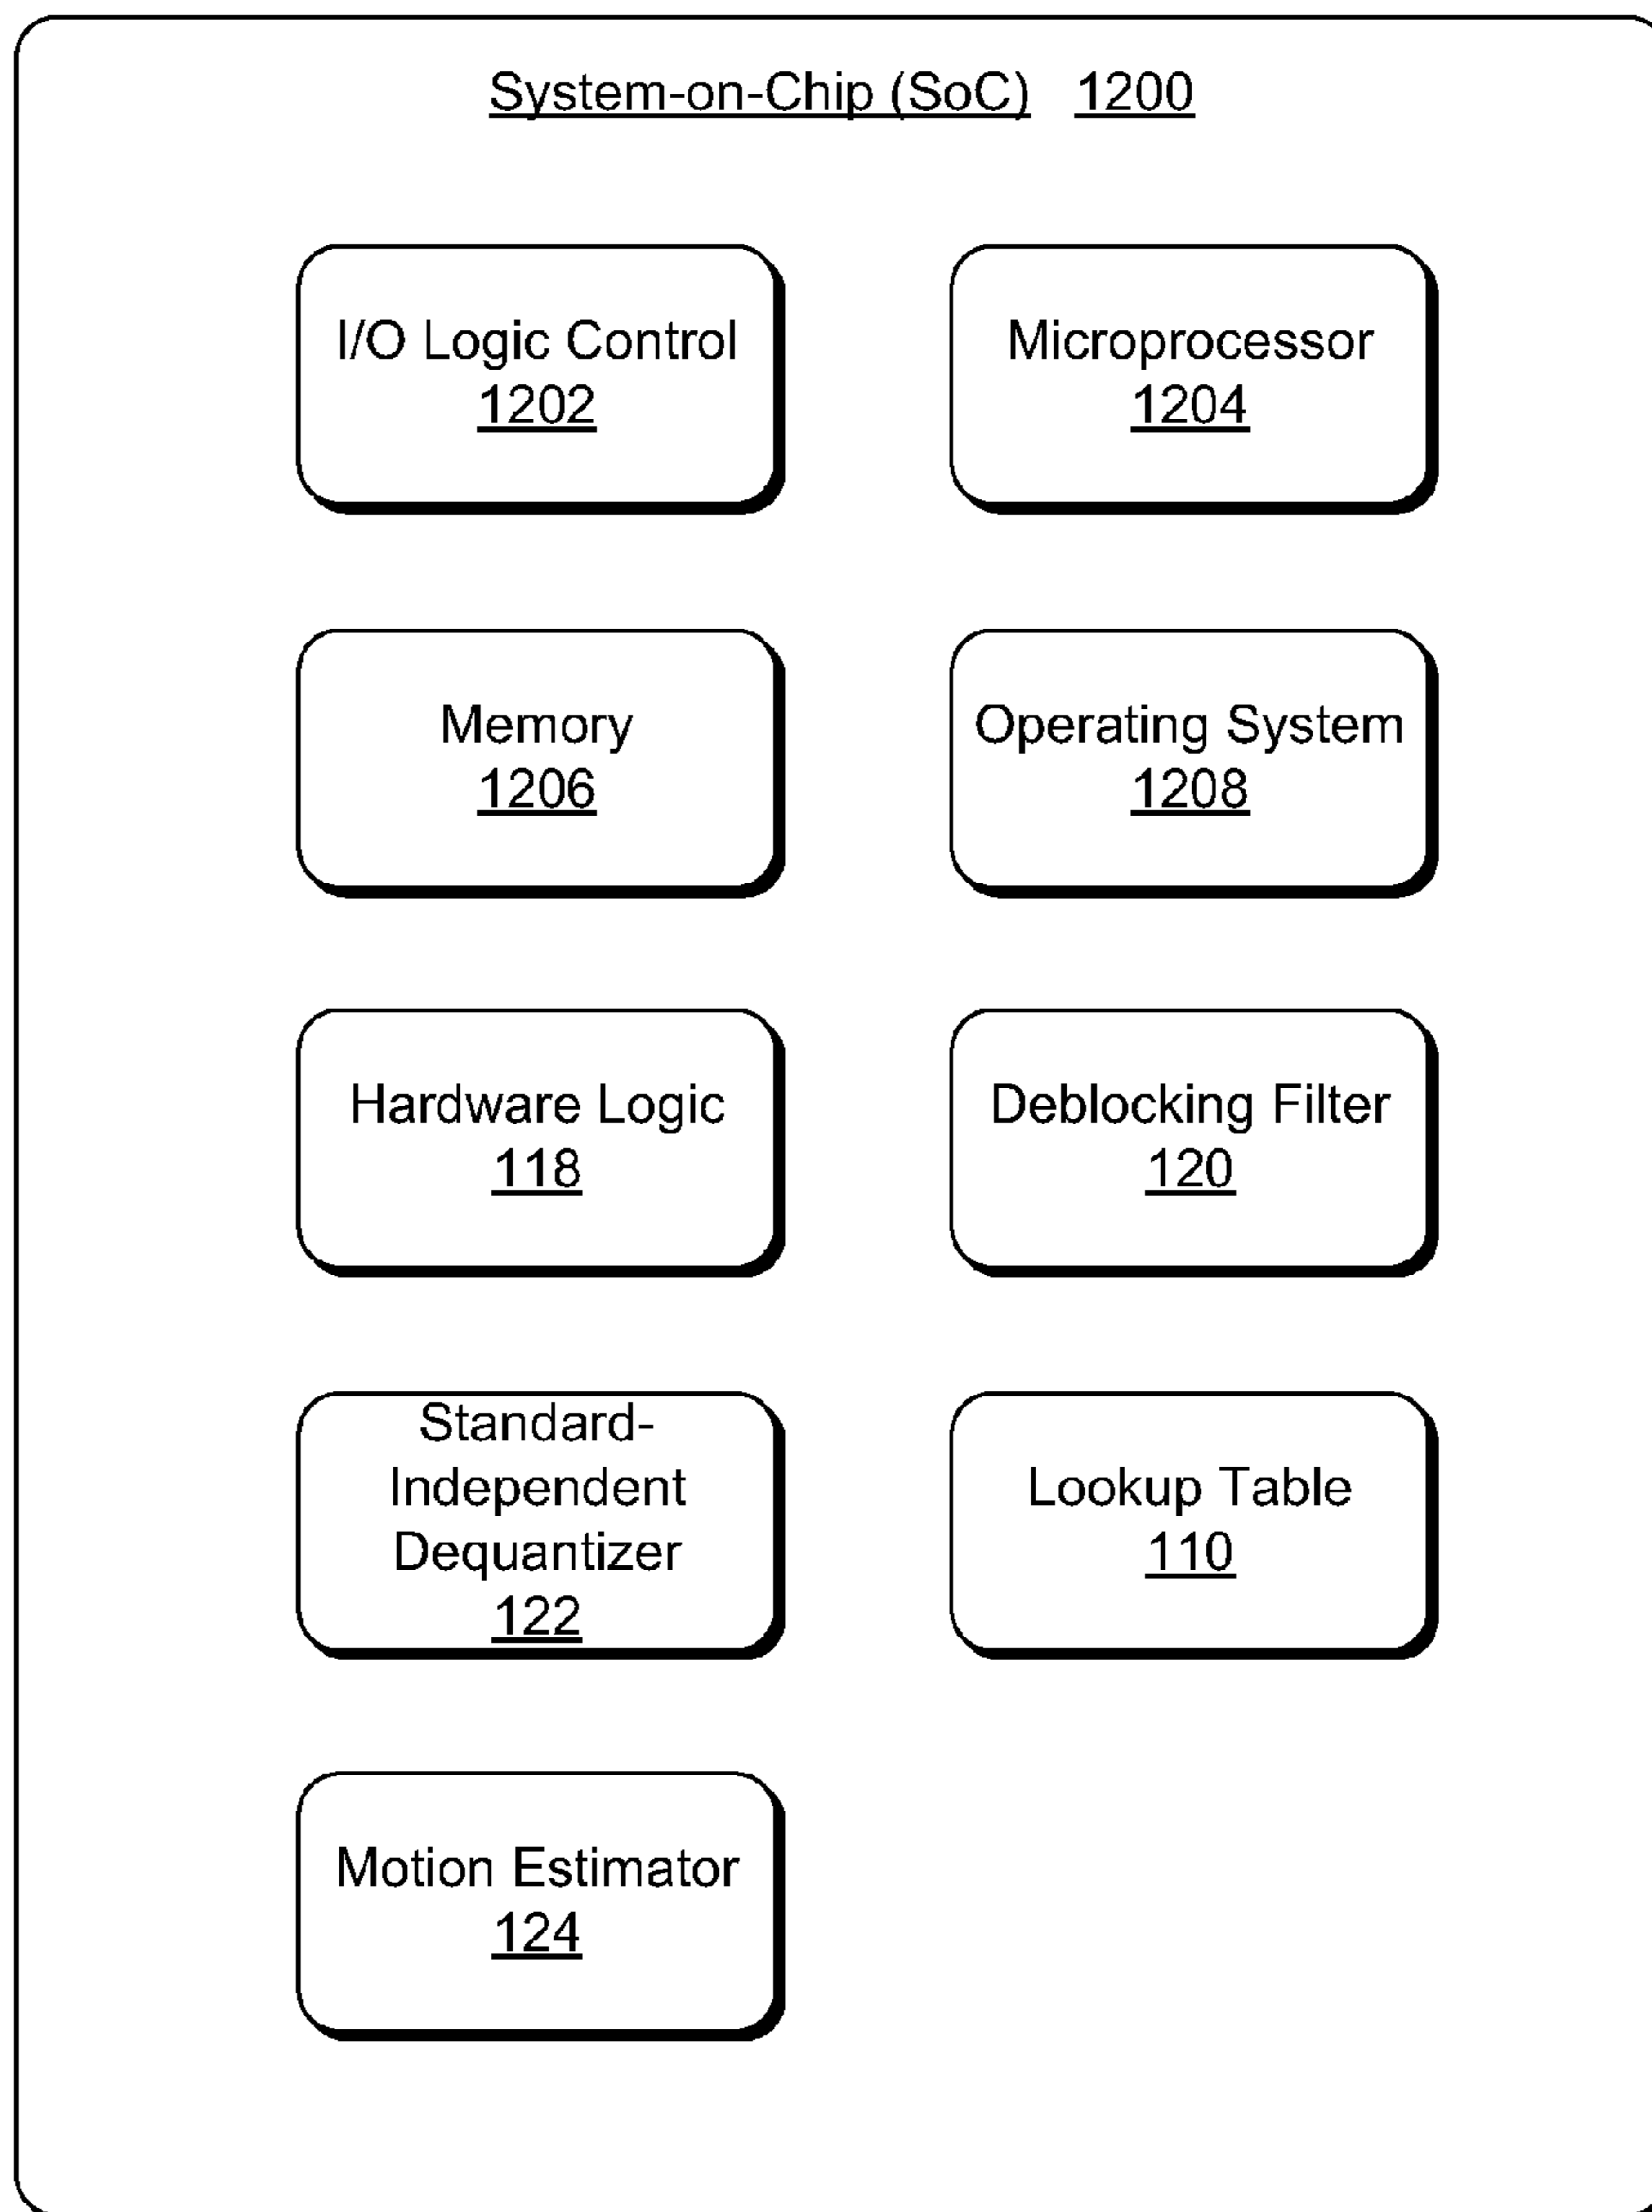 System-on-Chip (SoC) 1200
I/O Logic Control
1202
Microprocessor
1204
Memory
1206
Operating System
1208
Hardware Logic
118
Deblocking Filter
120
Standard-
Independent
Dequantizer
122
Lookup Table
110
Motion Estimator
124